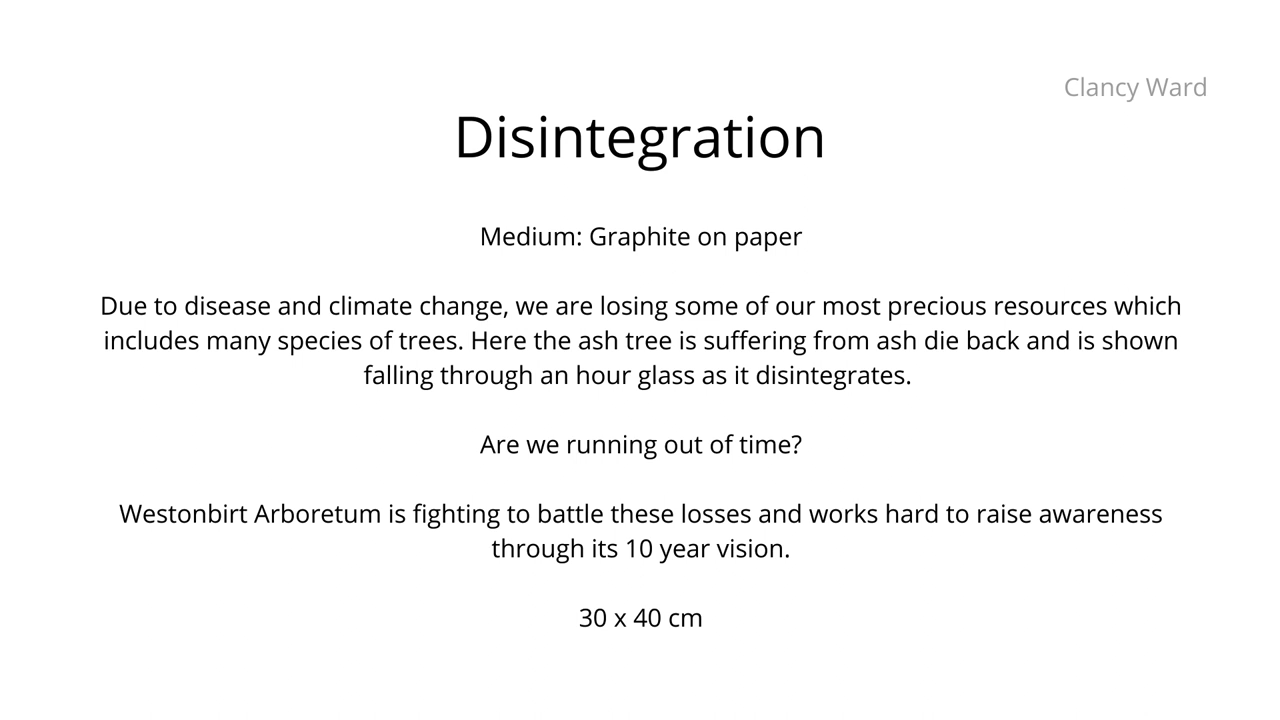 Clancy Ward
Disintegration
Medium: Graphite on paper
Due to disease and climate change, we are losing some of our most precious resources which
includes many species of trees. Here the ash tree is suffering from ash die back and is shown
falling through an hour glass as it disintegrates.
Are we running out of time?
Westonbirt Arboretum is fighting to battle these losses and works hard to raise awareness
through its 10 year vision.
30 x 40 cm